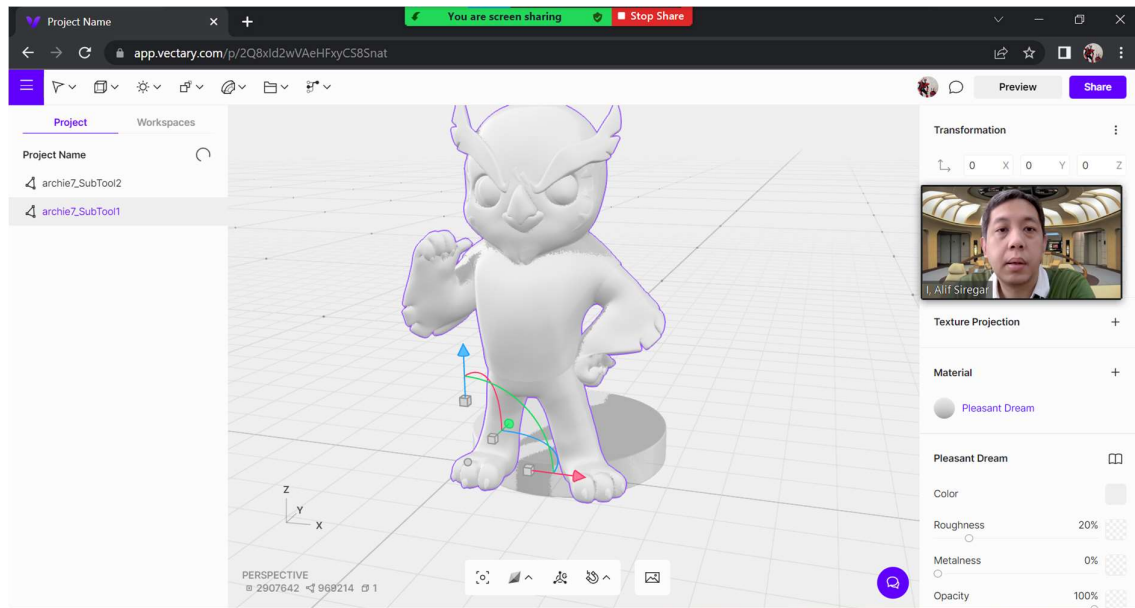 Project Name
You are screen sharing
Stop Share
app.vectary.com/p/2Q8xId2wVAeHFxyCS8Snat
Preview
Share
Project
Workspaces
Project Name
archie7_SubTool2
archie7_SubTool1
Transformation
0 X 0 Y 0 Z
I, Alif Siregar
Texture Projection
Material
Pleasant Dream
Pleasant Dream
Color
Roughness 20%
Metalness 0%
Opacity 100%
Z
Y
X
PERSPECTIVE
2907642 969214 1